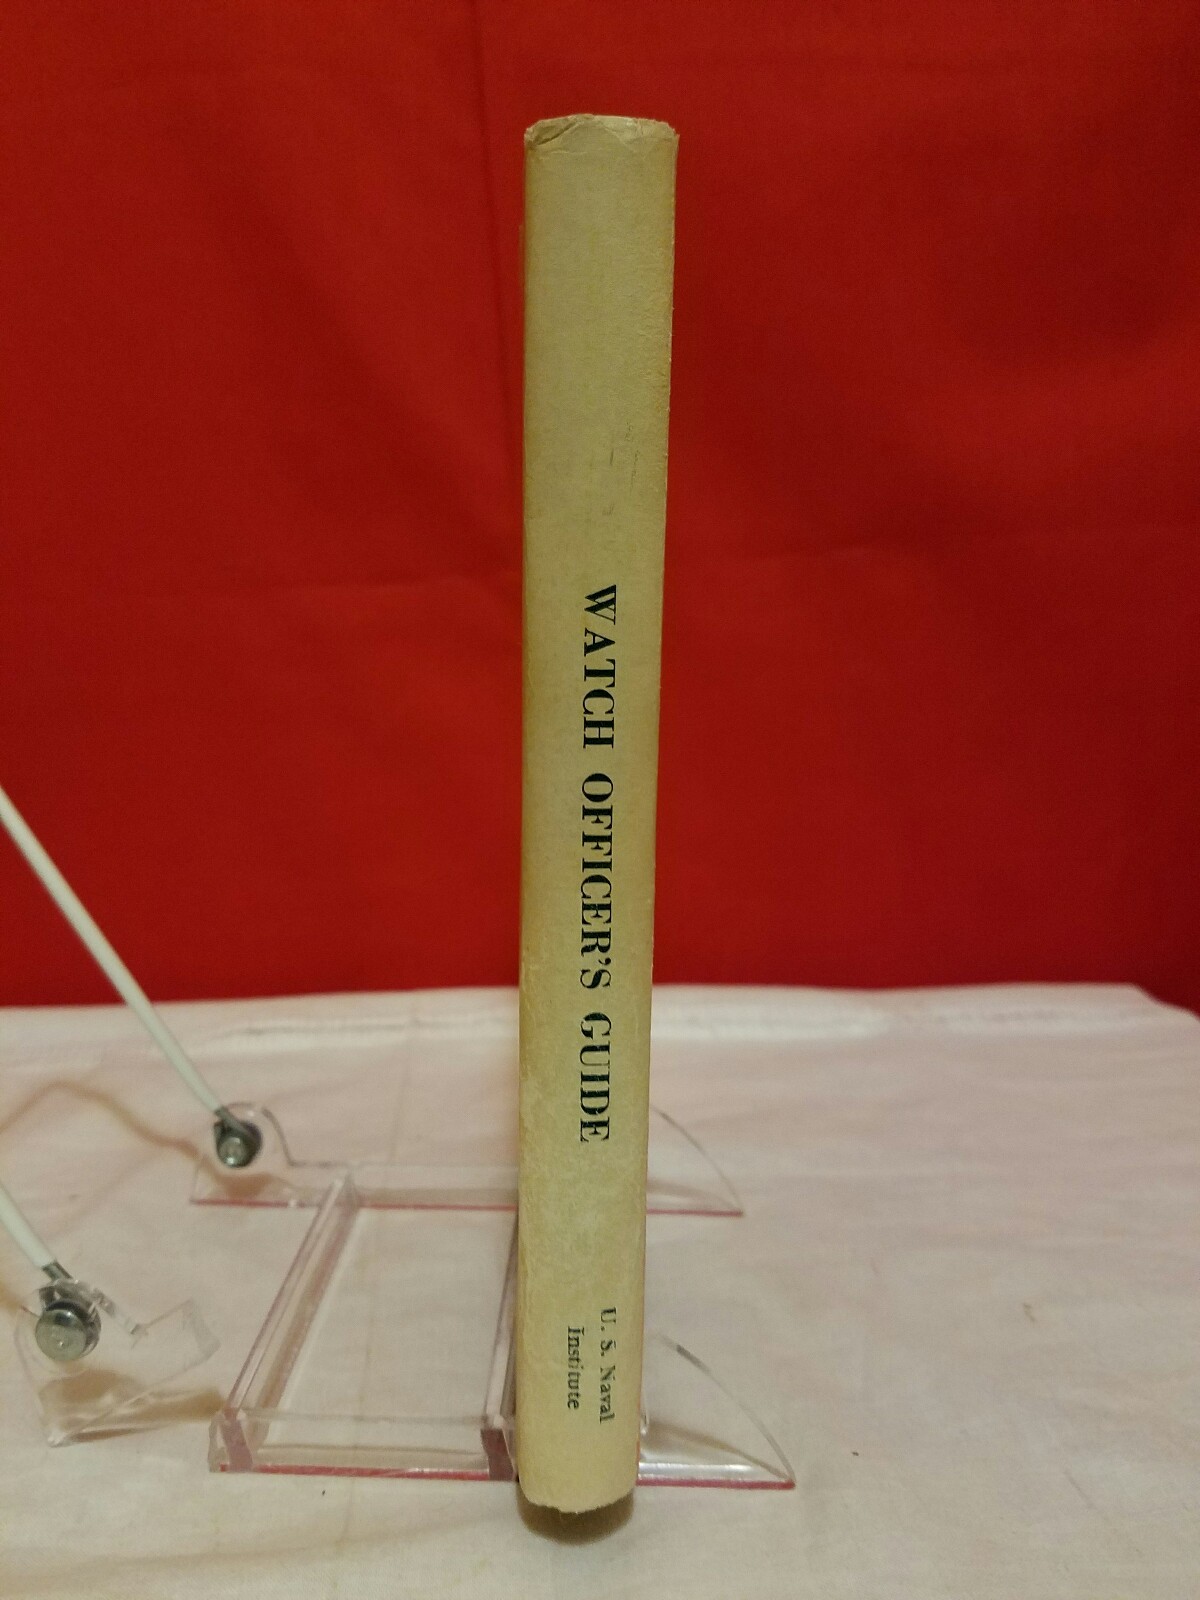 WATCH OFFICER'S GUIDE
U. S. Naval
Institute